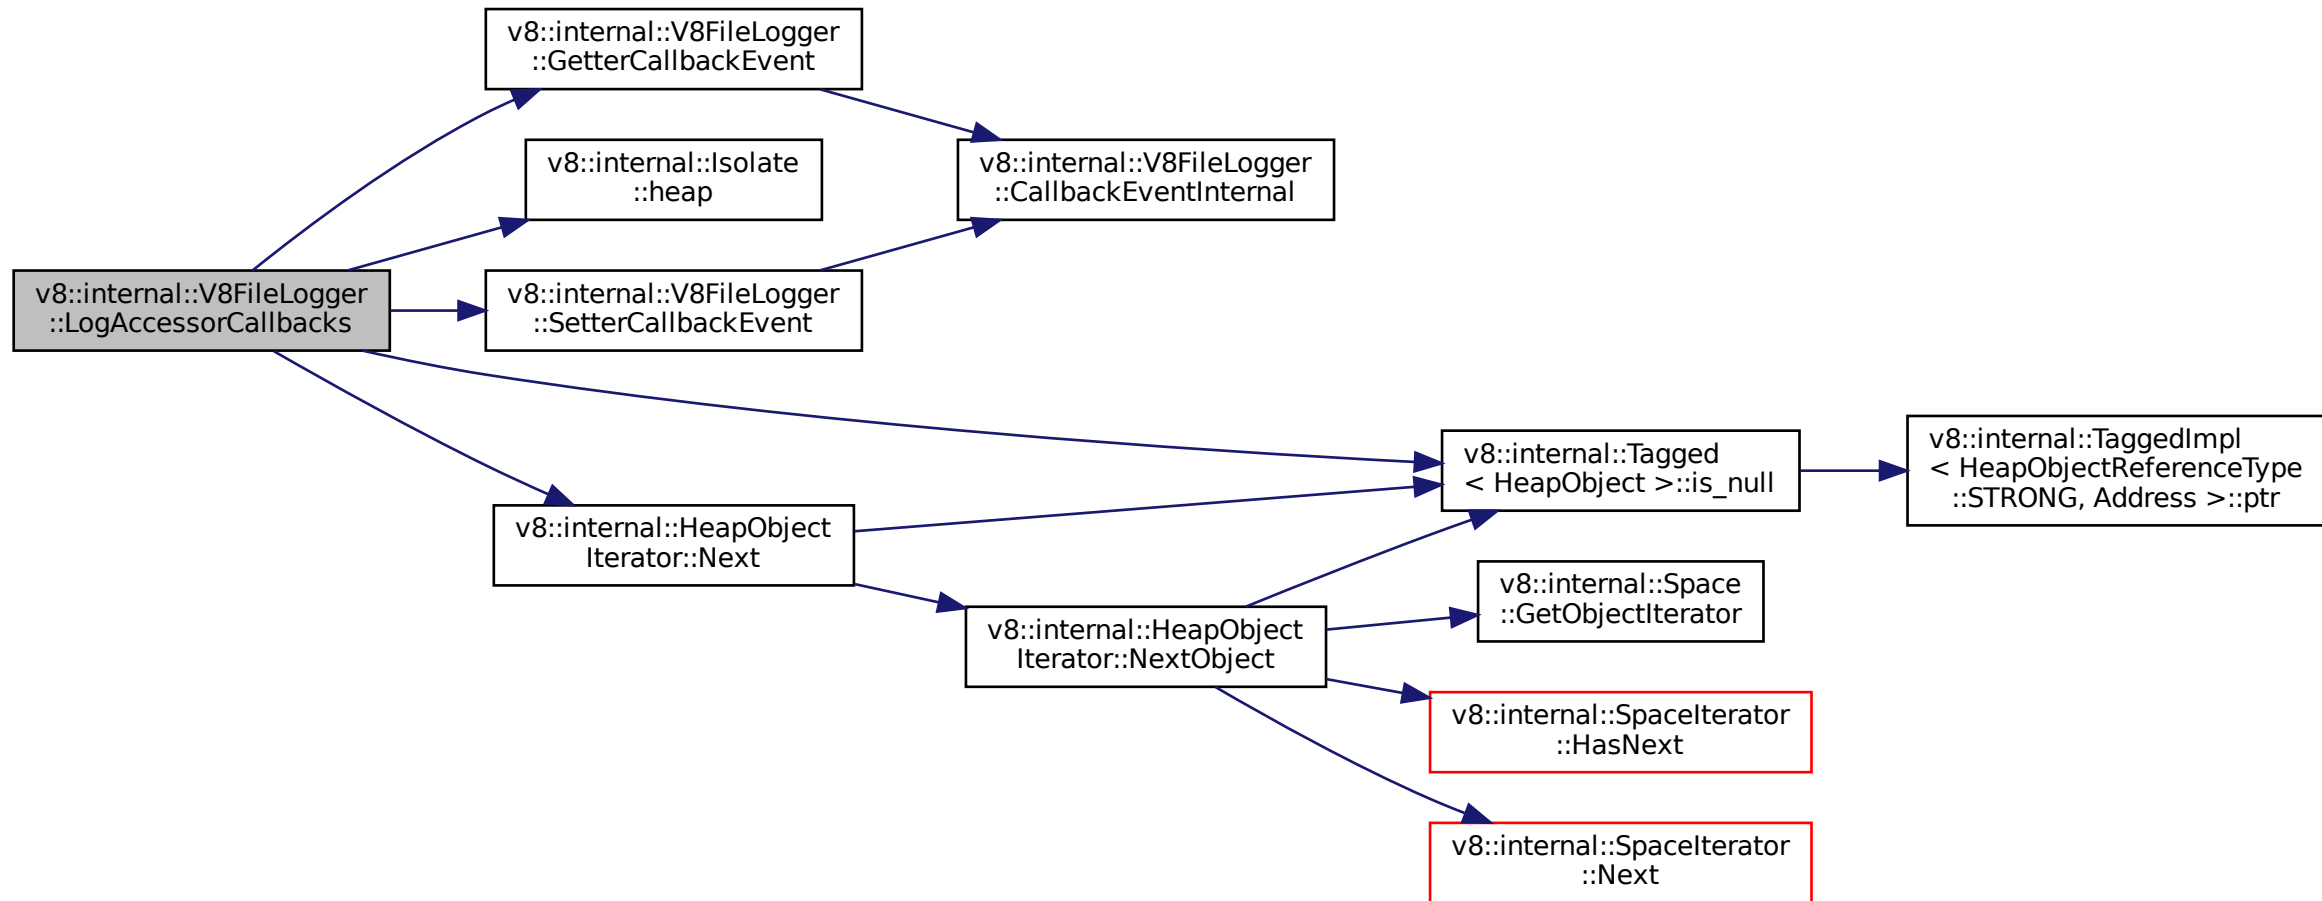 v8::internal::V8FileLogger
::GetterCallbackEvent
v8::internal::Isolate
::heap
v8::internal::V8FileLogger
::CallbackEventInternal
v8::internal::V8FileLogger
::LogAccessorCallbacks
v8::internal::V8FileLogger
::SetterCallbackEvent
v8::internal::Tagged
< HeapObject >::is_null
v8::internal::TaggedImpl
< HeapObjectReferenceType
::STRONG, Address >::ptr
v8::internal::HeapObject
Iterator::Next
v8::internal::Space
::GetObjectIterator
v8::internal::HeapObject
Iterator::NextObject
v8::internal::SpaceIterator
::HasNext
v8::internal::SpaceIterator
::Next